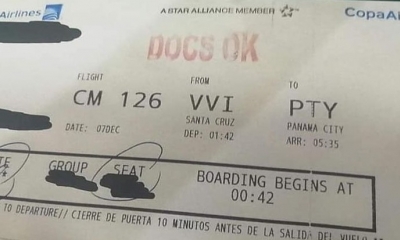 Airlines A STAR ALLIANCE MEMBER CopaAi
DOCS OK
FLIGHT FROM TO
CM 126 VVI PTY
SANTA CRUZ PANAMA CITY
DATE: 07DEC DEP: 01:42 ARR: 05:35
GROUP SEAT BOARDING BEGINS AT
00:42
TO DEPARTURE// CIERRE DE PUERTA 10 MINUTOS ANTES DE LA SALIDA DEL VUELO